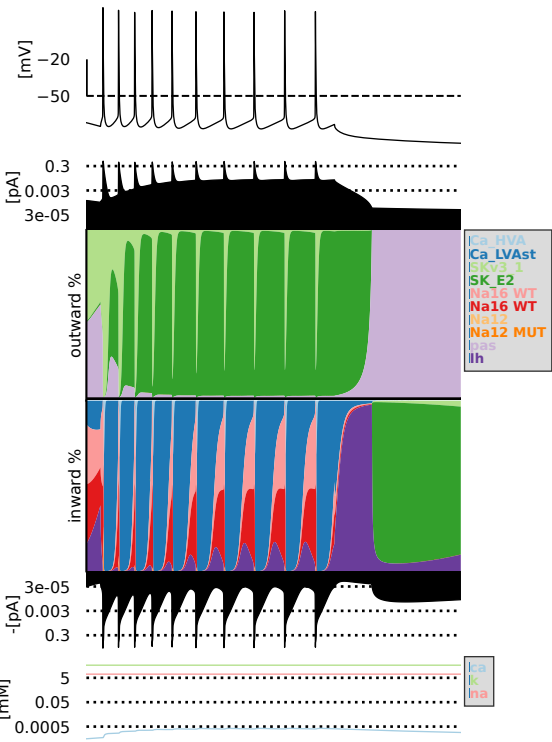 [mV]
−20
−50
[pA]
0.3
0.003
3e-05
outward %
Ca_HVA
Ca_LVAst
SKv3_1
SK_E2
Na16 WT
Na16 WT
Na12
Na12 MUT
pas
Ih
inward %
-[pA]
3e-05
0.003
0.3
[mM]
5
0.05
0.0005
ca
k
na